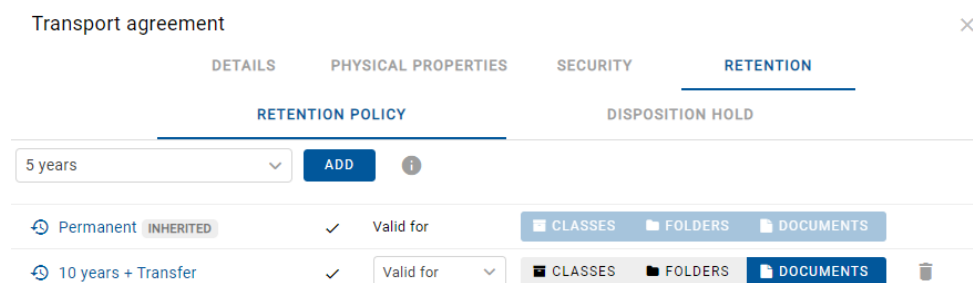 Transport agreement
DETAILS PHYSICAL PROPERTIES SECURITY RETENTION
RETENTION POLICY DISPOSITION HOLD
5 years ADD
Permanent INHERITED Valid for CLASSES FOLDERS DOCUMENTS
10 years + Transfer Valid for CLASSES FOLDERS DOCUMENTS